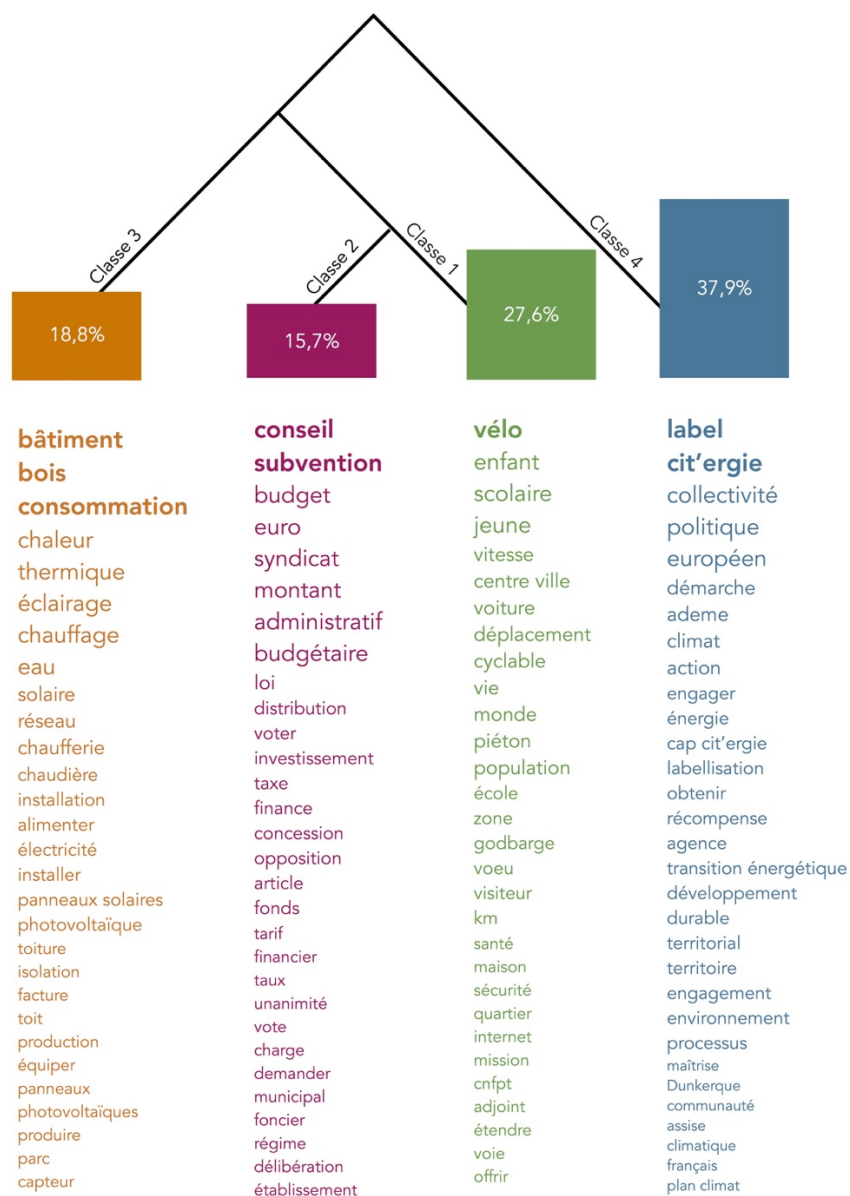 Classe 3
Classe 2
Classe 1
Classe 4
18,8%
15,7%
27,6%
37,9%
bâtiment
bois
consommation
chaleur
thermique
éclairage
chauffage
eau
solaire
réseau
chaufferie
chaudière
installation
alimenter
électricité
installer
panneaux solaires
photovoltaïque
toiture
isolation
facture
toit
production
équiper
panneaux
photovoltaïques
produire
parc
capteur
conseil
subvention
budget
euro
syndicat
montant
administratif
budgétaire
loi
distribution
voter
investissement
taxe
finance
concession
opposition
article
fonds
tarif
financier
taux
unanimité
vote
charge
demander
municipal
foncier
régime
délibération
établissement
vélo
enfant
scolaire
jeune
vitesse
centre ville
voiture
déplacement
cyclable
vie
monde
piéton
population
école
zone
godbarge
voeu
visiteur
km
santé
maison
sécurité
quartier
internet
mission
cnfpt
adjoint
étendre
voie
offrir
label
cit'ergie
collectivité
politique
européen
démarche
ademe
climat
action
engager
énergie
cap cit'ergie
labellisation
obtenir
récompense
agence
transition énergétique
développement
durable
territorial
territoire
engagement
environnement
processus
maîtrise
Dunkerque
communauté
assise
climatique
français
plan climat